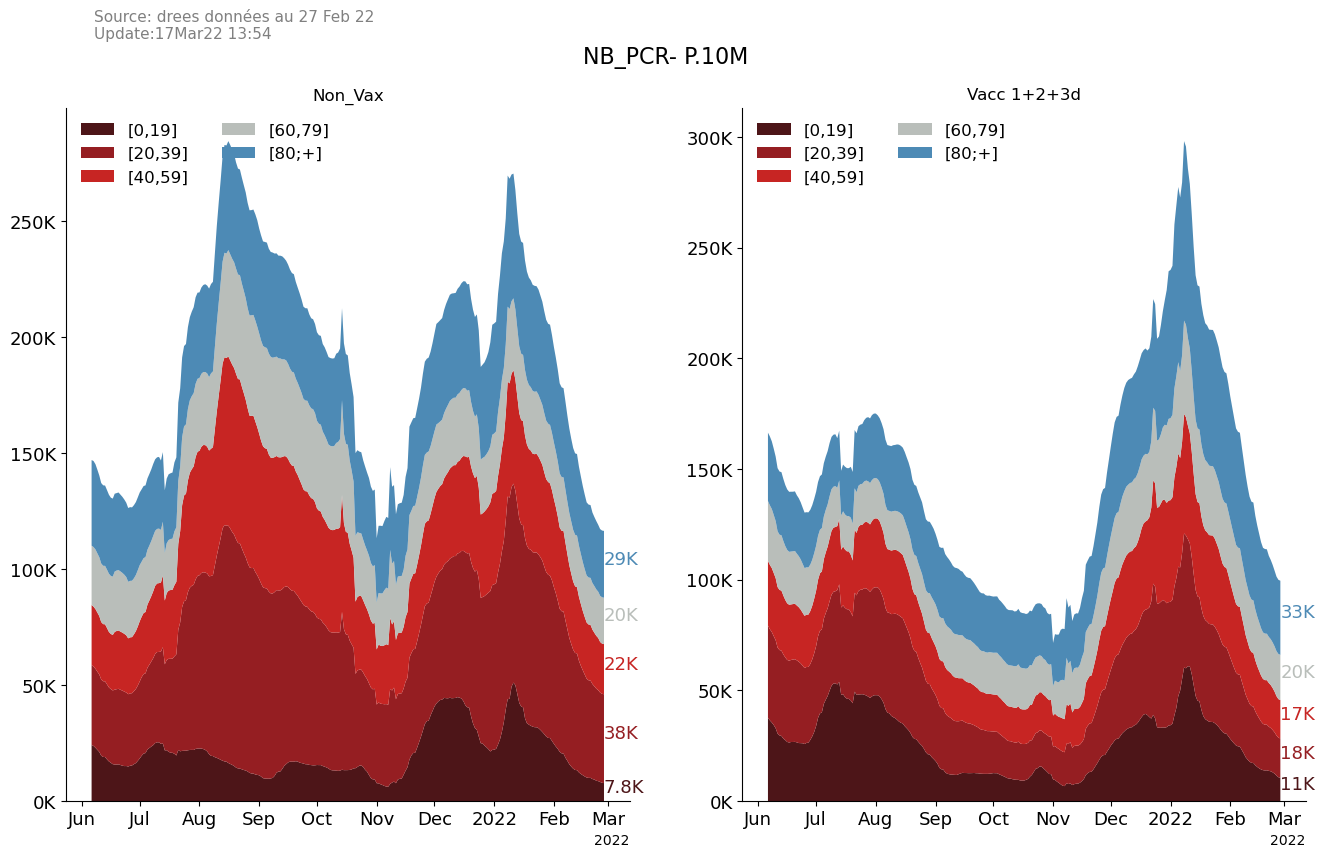 Source: drees données au 27 Feb 22
Update:17Mar22 13:54
NB_PCR- P.10M
Non_Vax
[0,19]
[20,39]
[40,59]
[60,79]
[80;+]
250K
200K
150K
100K
50K
0K
29K
20K
22K
38K
7.8K
Jun Jul Aug Sep Oct Nov Dec 2022 Feb Mar
2022
Vacc 1+2+3d
[0,19]
[20,39]
[40,59]
[60,79]
[80;+]
300K
250K
200K
150K
100K
50K
0K
33K
20K
17K
18K
11K
Jun Jul Aug Sep Oct Nov Dec 2022 Feb Mar
2022